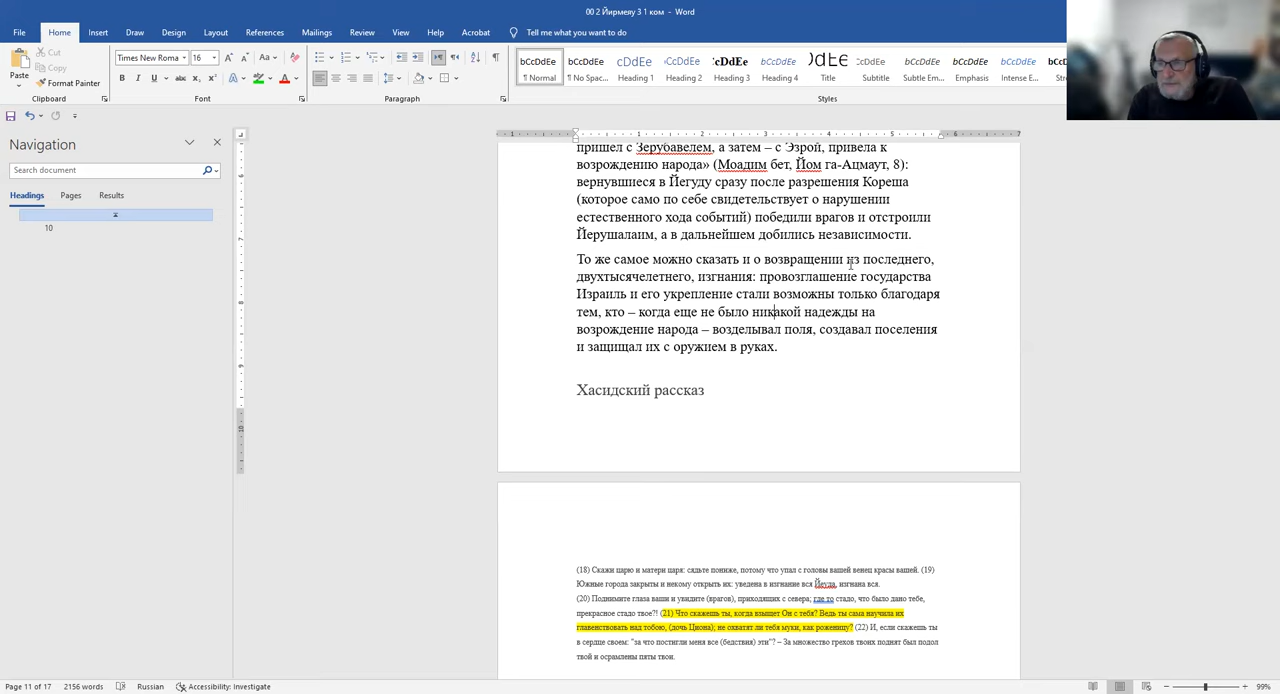 00 2 Йирмеяу 3 1 ком - Word
File Home Insert Draw Design Layout References Mailings Review View Help Acrobat Tell me what you want to do
Paste Cut Copy Format Painter
Times New Roma 16
B I U
¶ Normal ¶ No Spac... Heading 1 Heading 2 Heading 3 Heading 4 Title Subtitle Subtle Em... Emphasis Intense E...
Clipboard Font Paragraph Styles
Navigation
Search document
Headings Pages Results
10
пришел с Зерубавелем, а затем – с Эзрой, привела к
возрождению народа» (Моадим бет, Йом га-Ацмаут, 8):
вернувшиеся в Йегуду сразу после разрешения Кореша
(которое само по себе свидетельствует о нарушении
естественного хода событий) победили врагов и отстроили
Йерушалаим, а в дальнейшем добились независимости.
То же самое можно сказать и о возвращении из последнего,
двухтысячелетнего, изгнания: провозглашение государства
Израиль и его укрепление стали возможны только благодаря
тем, кто – когда еще не было никакой надежды на
возрождение народа – возделывал поля, создавал поселения
и защищал их с оружием в руках.
Хасидский рассказ
(18) Скажи царю и матери царя: сядьте пониже, потому что упал с головы вашей венец красы вашей. (19)
Южные города закрыты и некому открыть их: уведена в изгнание вся Йеуда, изгнана вся.
(20) Поднимите глаза ваши и увидите (врагов), приходящих с севера; где то стадо, что было дано тебе,
прекрасное стадо твое?! (21) Что скажешь ты, когда взыщет Он с тебя? Ведь ты сама научила их
главенствовать над тобою, (дочь Циона); не охватят ли тебя муки, как роженицу? (22) И, если скажешь ты
в сердце своем: "за что постигли меня все (бедствия) эти"? – За множество грехов твоих поднят был подол
твой и осрамлены пяты твои.
Page 11 of 17 2156 words Russian Accessibility: Investigate 99%